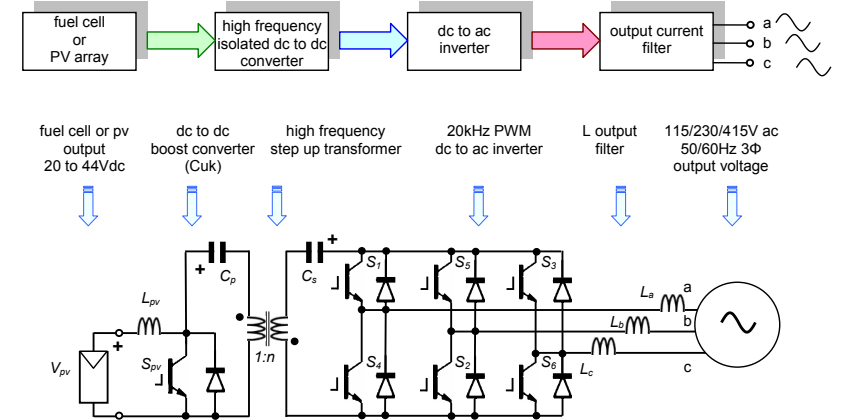 fuel cell
or
PV array
high frequency
isolated dc to dc
converter
dc to ac
inverter
output current
filter
a
b
c
fuel cell or pv
output
20 to 44Vdc
dc to dc
boost converter
(Cuk)
high frequency
step up transformer
20kHz PWM
dc to ac inverter
L output
filter
115/230/415V ac
50/60Hz 3Φ
output voltage
+
Cp
+
Cs
S1
S5
S3
Lpv
La
a
Lb
b
Lc
c
+
Vpv
Spv
1:n
S4
S2
S6